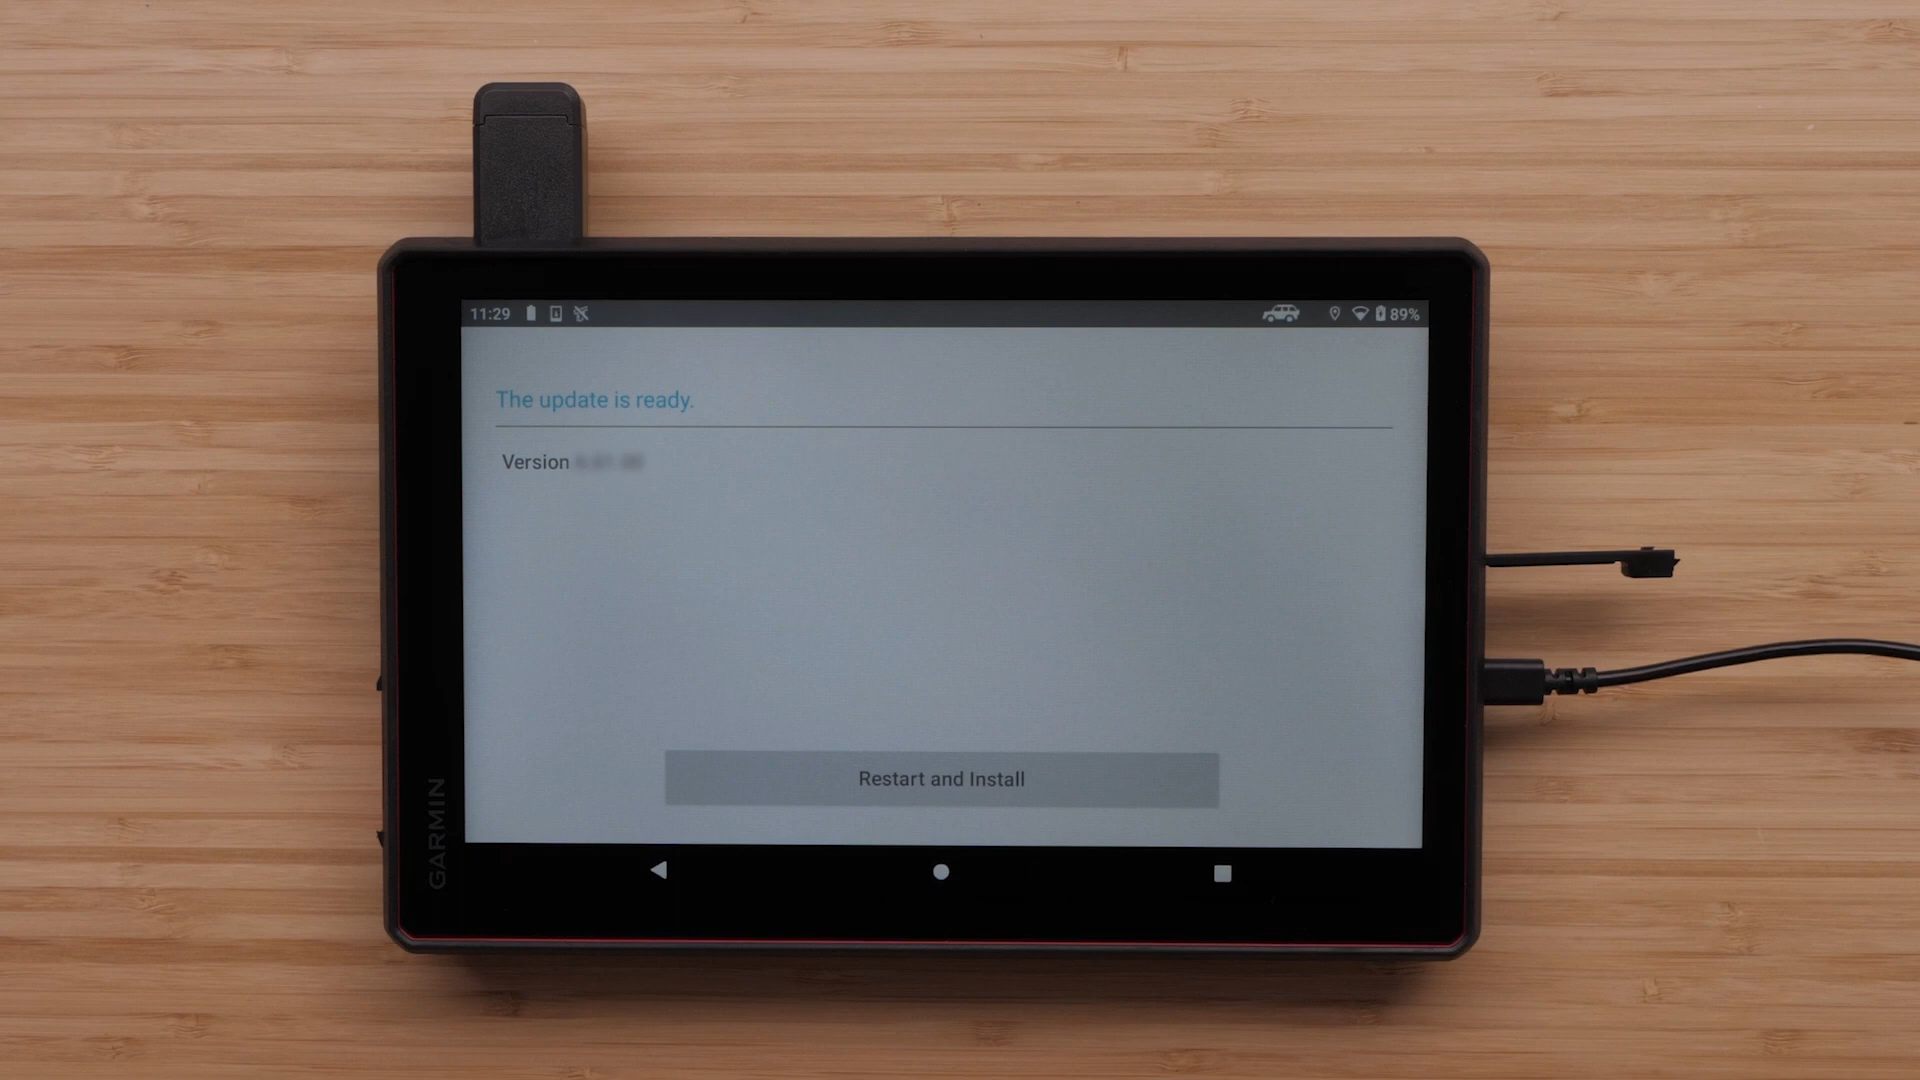 11:29
89%
The update is ready.
Version
Restart and Install
GARMIN